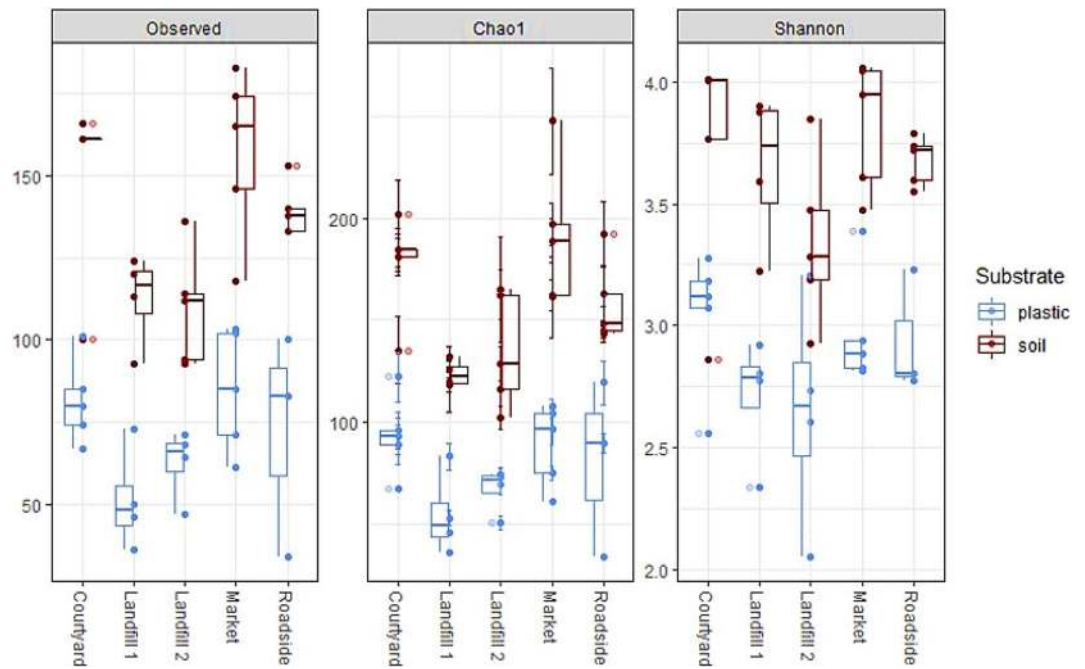 Observed
Chao1
Shannon
150
100
50
200
100
4.0
3.5
3.0
2.5
2.0
Substrate
plastic
soil
Courtyard
Landfill 1
Landfill 2
Market
Roadside
Courtyard
Landfill 1
Landfill 2
Market
Roadside
Courtyard
Landfill 1
Landfill 2
Market
Roadside